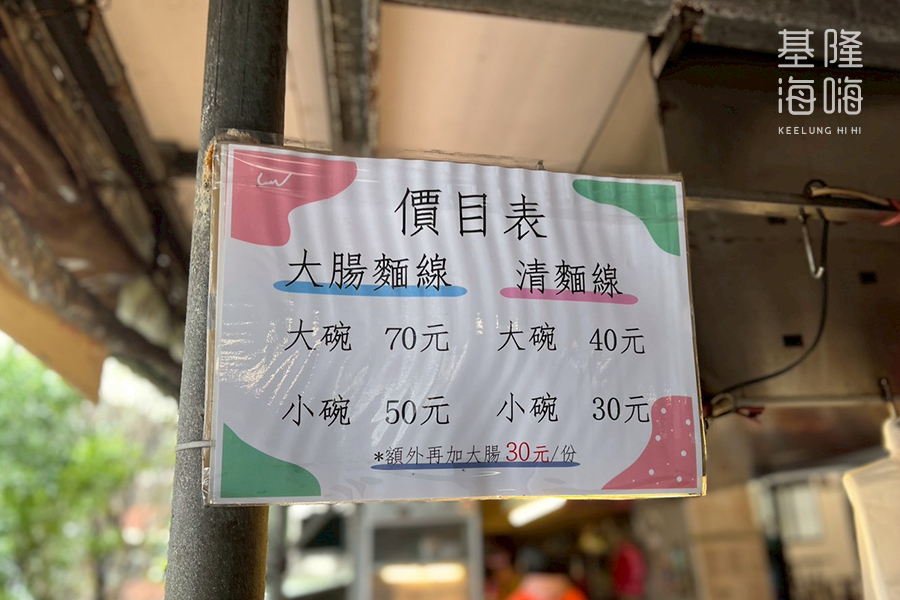 基隆
海嗨
KEELUNG HI HI
價目表
大腸麵線 清麵線
大碗 70元 大碗 40元
小碗 50元 小碗 30元
*額外再加大腸30元/份